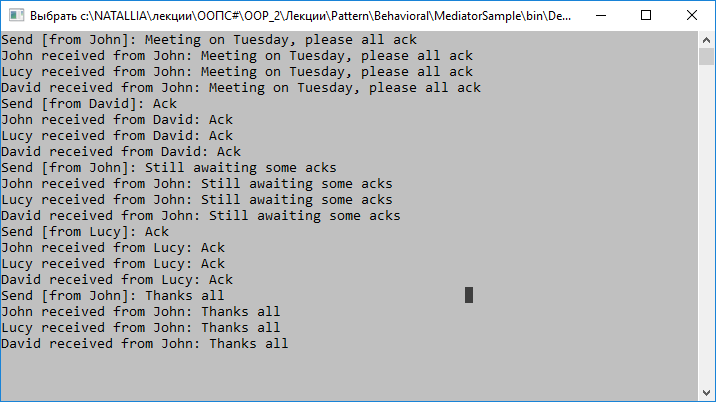 Выбрать c:\NATALLIA\лекции\ООПС#\OOP_2\Лекции\Pattern\Behavioral\MediatorSample\bin\De...
Send [from John]: Meeting on Tuesday, please all ack
John received from John: Meeting on Tuesday, please all ack
Lucy received from John: Meeting on Tuesday, please all ack
David received from John: Meeting on Tuesday, please all ack
Send [from David]: Ack
John received from David: Ack
Lucy received from David: Ack
David received from David: Ack
Send [from John]: Still awaiting some acks
John received from John: Still awaiting some acks
Lucy received from John: Still awaiting some acks
David received from John: Still awaiting some acks
Send [from Lucy]: Ack
John received from Lucy: Ack
Lucy received from Lucy: Ack
David received from Lucy: Ack
Send [from John]: Thanks all
John received from John: Thanks all
Lucy received from John: Thanks all
David received from John: Thanks all